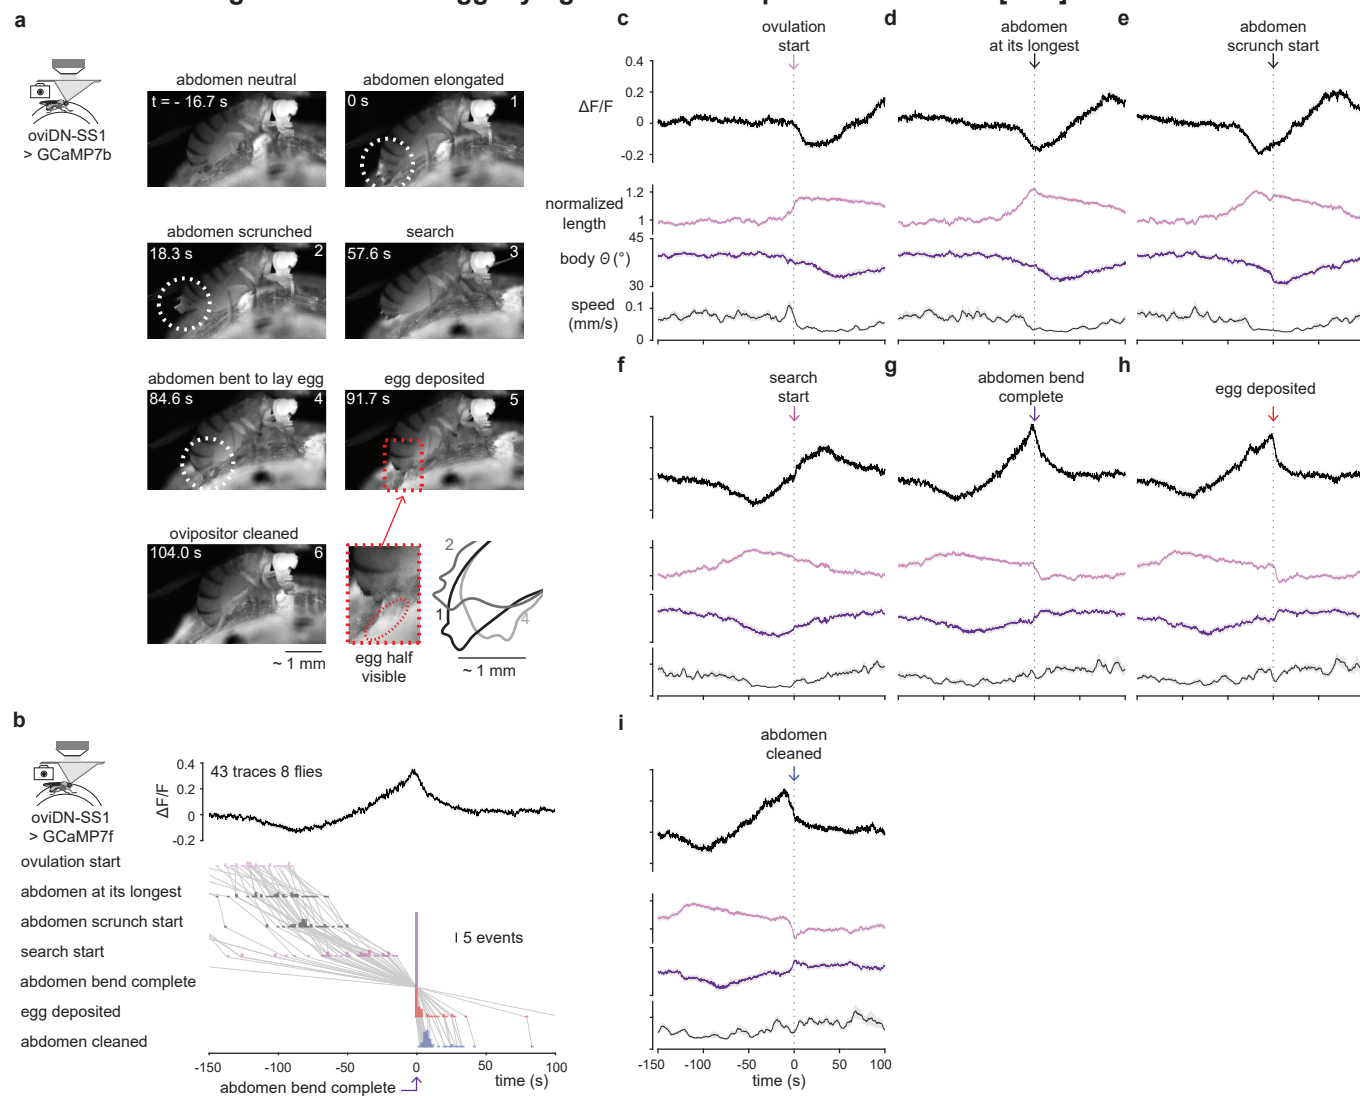 a
oviDN-SS1
> GCaMP7b
abdomen neutral
t = - 16.7 s
abdomen elongated
0 s
1
abdomen scrunched
18.3 s
2
search
57.6 s
3
abdomen bent to lay egg
84.6 s
4
egg deposited
91.7 s
5
ovipositor cleaned
104.0 s
6
~ 1 mm
egg half
visible
2
1
4
~ 1 mm
b
oviDN-SS1
> GCaMP7f
43 traces 8 flies
ΔF/F
0.4
0.2
0
-0.2
ovulation start
abdomen at its longest
abdomen scrunch start
search start
abdomen bend complete
egg deposited
abdomen cleaned
5 events
-150
-100
-50
0
50
100
abdomen bend complete
time (s)
c
ovulation
start
ΔF/F
0.4
0.2
0
-0.2
normalized
length
1.2
1
body Θ (°)
45
30
speed
(mm/s)
0.1
0
d
abdomen
at its longest
e
abdomen
scrunch start
f
search
start
g
abdomen bend
complete
h
egg deposited
i
abdomen
cleaned
-150
-100
-50
0
50
100
time (s)